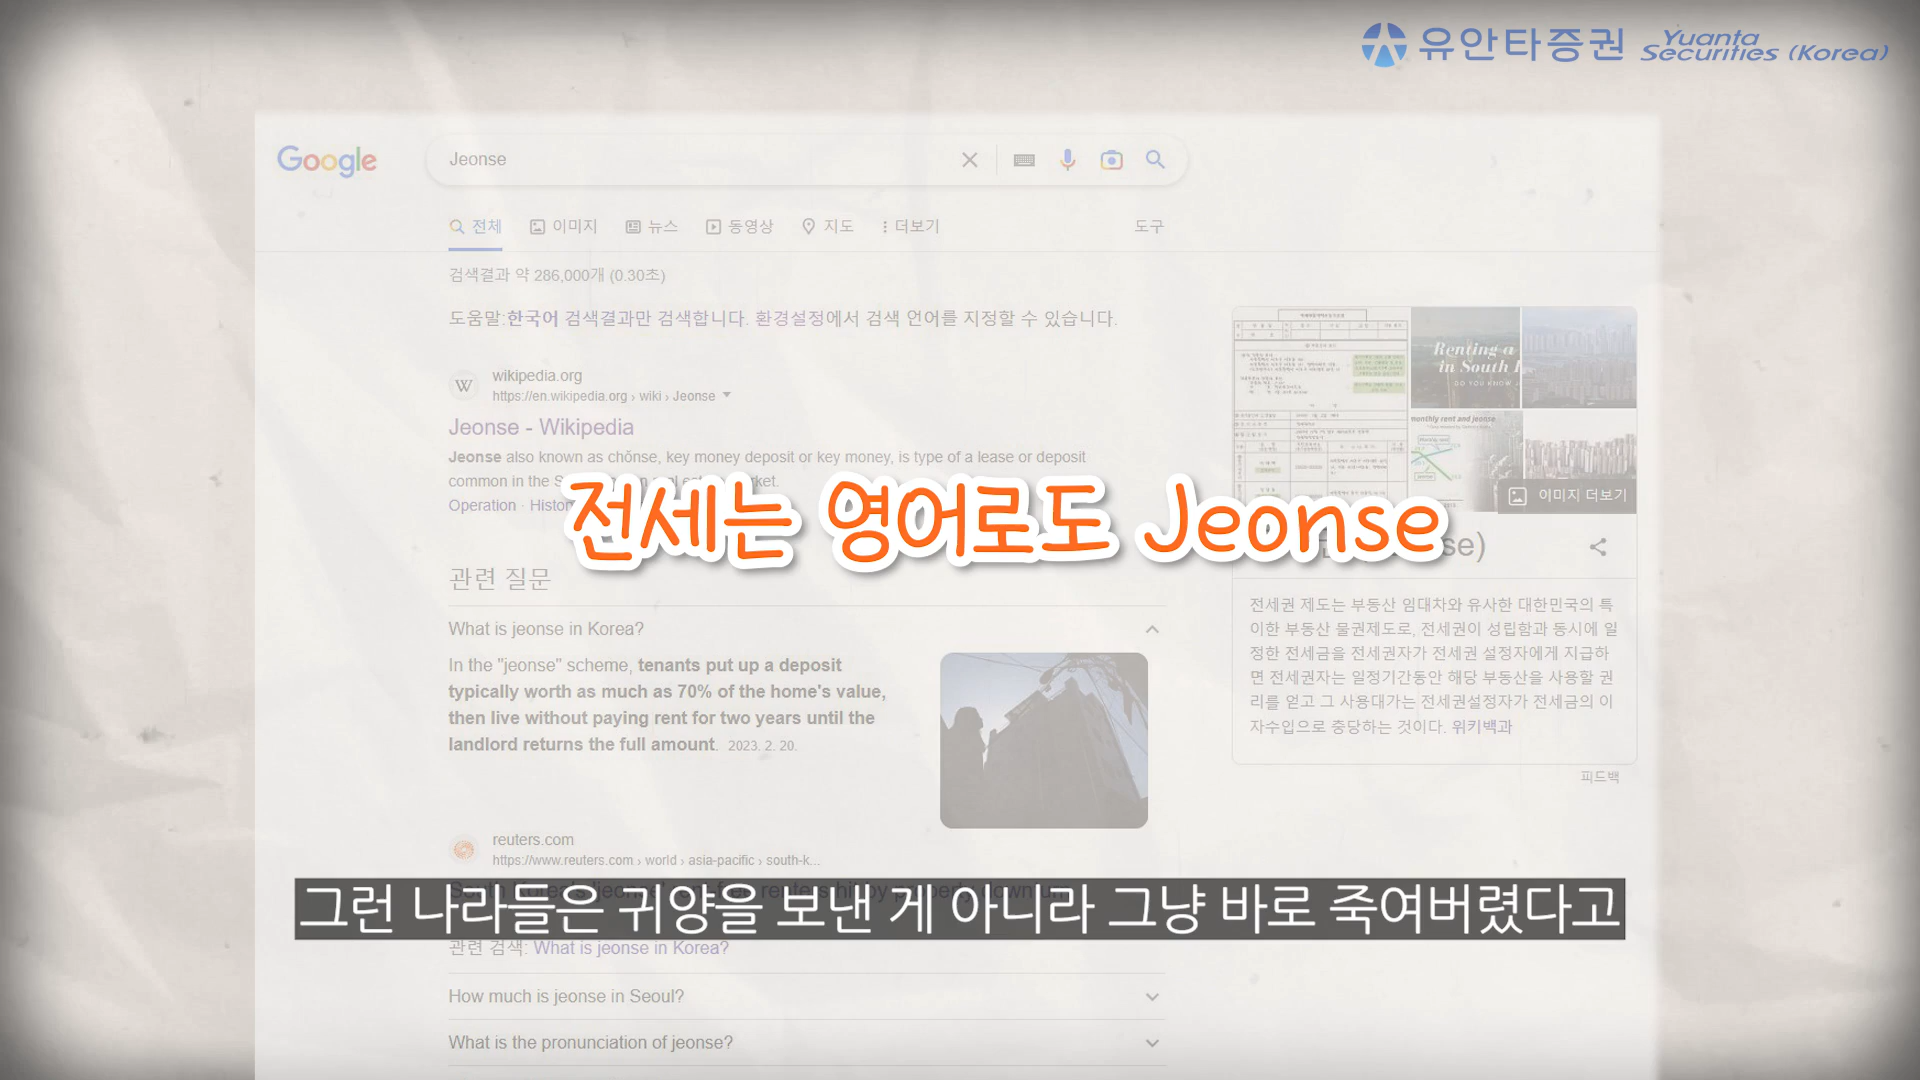 유안타증권 Yuanta Securities (Korea)
Google
Jeonse
전체 이미지 뉴스 동영상 지도 더보기 도구
검색결과 약 286,000개 (0.30초)
도움말:한국어 검색결과만 검색합니다. 환경설정에서 검색 언어를 지정할 수 있습니다.
W
wikipedia.org
https://en.wikipedia.org › wiki › Jeonse
Jeonse - Wikipedia
Jeonse also known as chŏnse, key money deposit or key money, is type of a lease or deposit
common in the
Operation ·
Renting a
in South
DO YOU KNOW
monthly rent and jeonse
이미지 더보기
전세는 영어로도 Jeonse
관련 질문
What is jeonse in Korea?
In the "jeonse" scheme, tenants put up a deposit
typically worth as much as 70% of the home's value,
then live without paying rent for two years until the
landlord returns the full amount. 2023. 2. 20.
전세권 제도는 부동산 임대차와 유사한 대한민국의 특
이한 부동산 물권제도로, 전세권이 성립함과 동시에 일
정한 전세금을 전세권자가 전세권 설정자에게 지급하
면 전세권자는 일정기간동안 해당 부동산을 사용할 권
리를 얻고 그 사용대가는 전세권설정자가 전세금의 이
자수입으로 충당하는 것이다. 위키백과
피드백
reuters.com
https://www.reuters.com › world › asia-pacific › south-k...
그런 나라들은 귀양을 보낸 게 아니라 그냥 바로 죽여버렸다고
관련 검색: What is jeonse in Korea?
How much is jeonse in Seoul?
What is the pronunciation of jeonse?